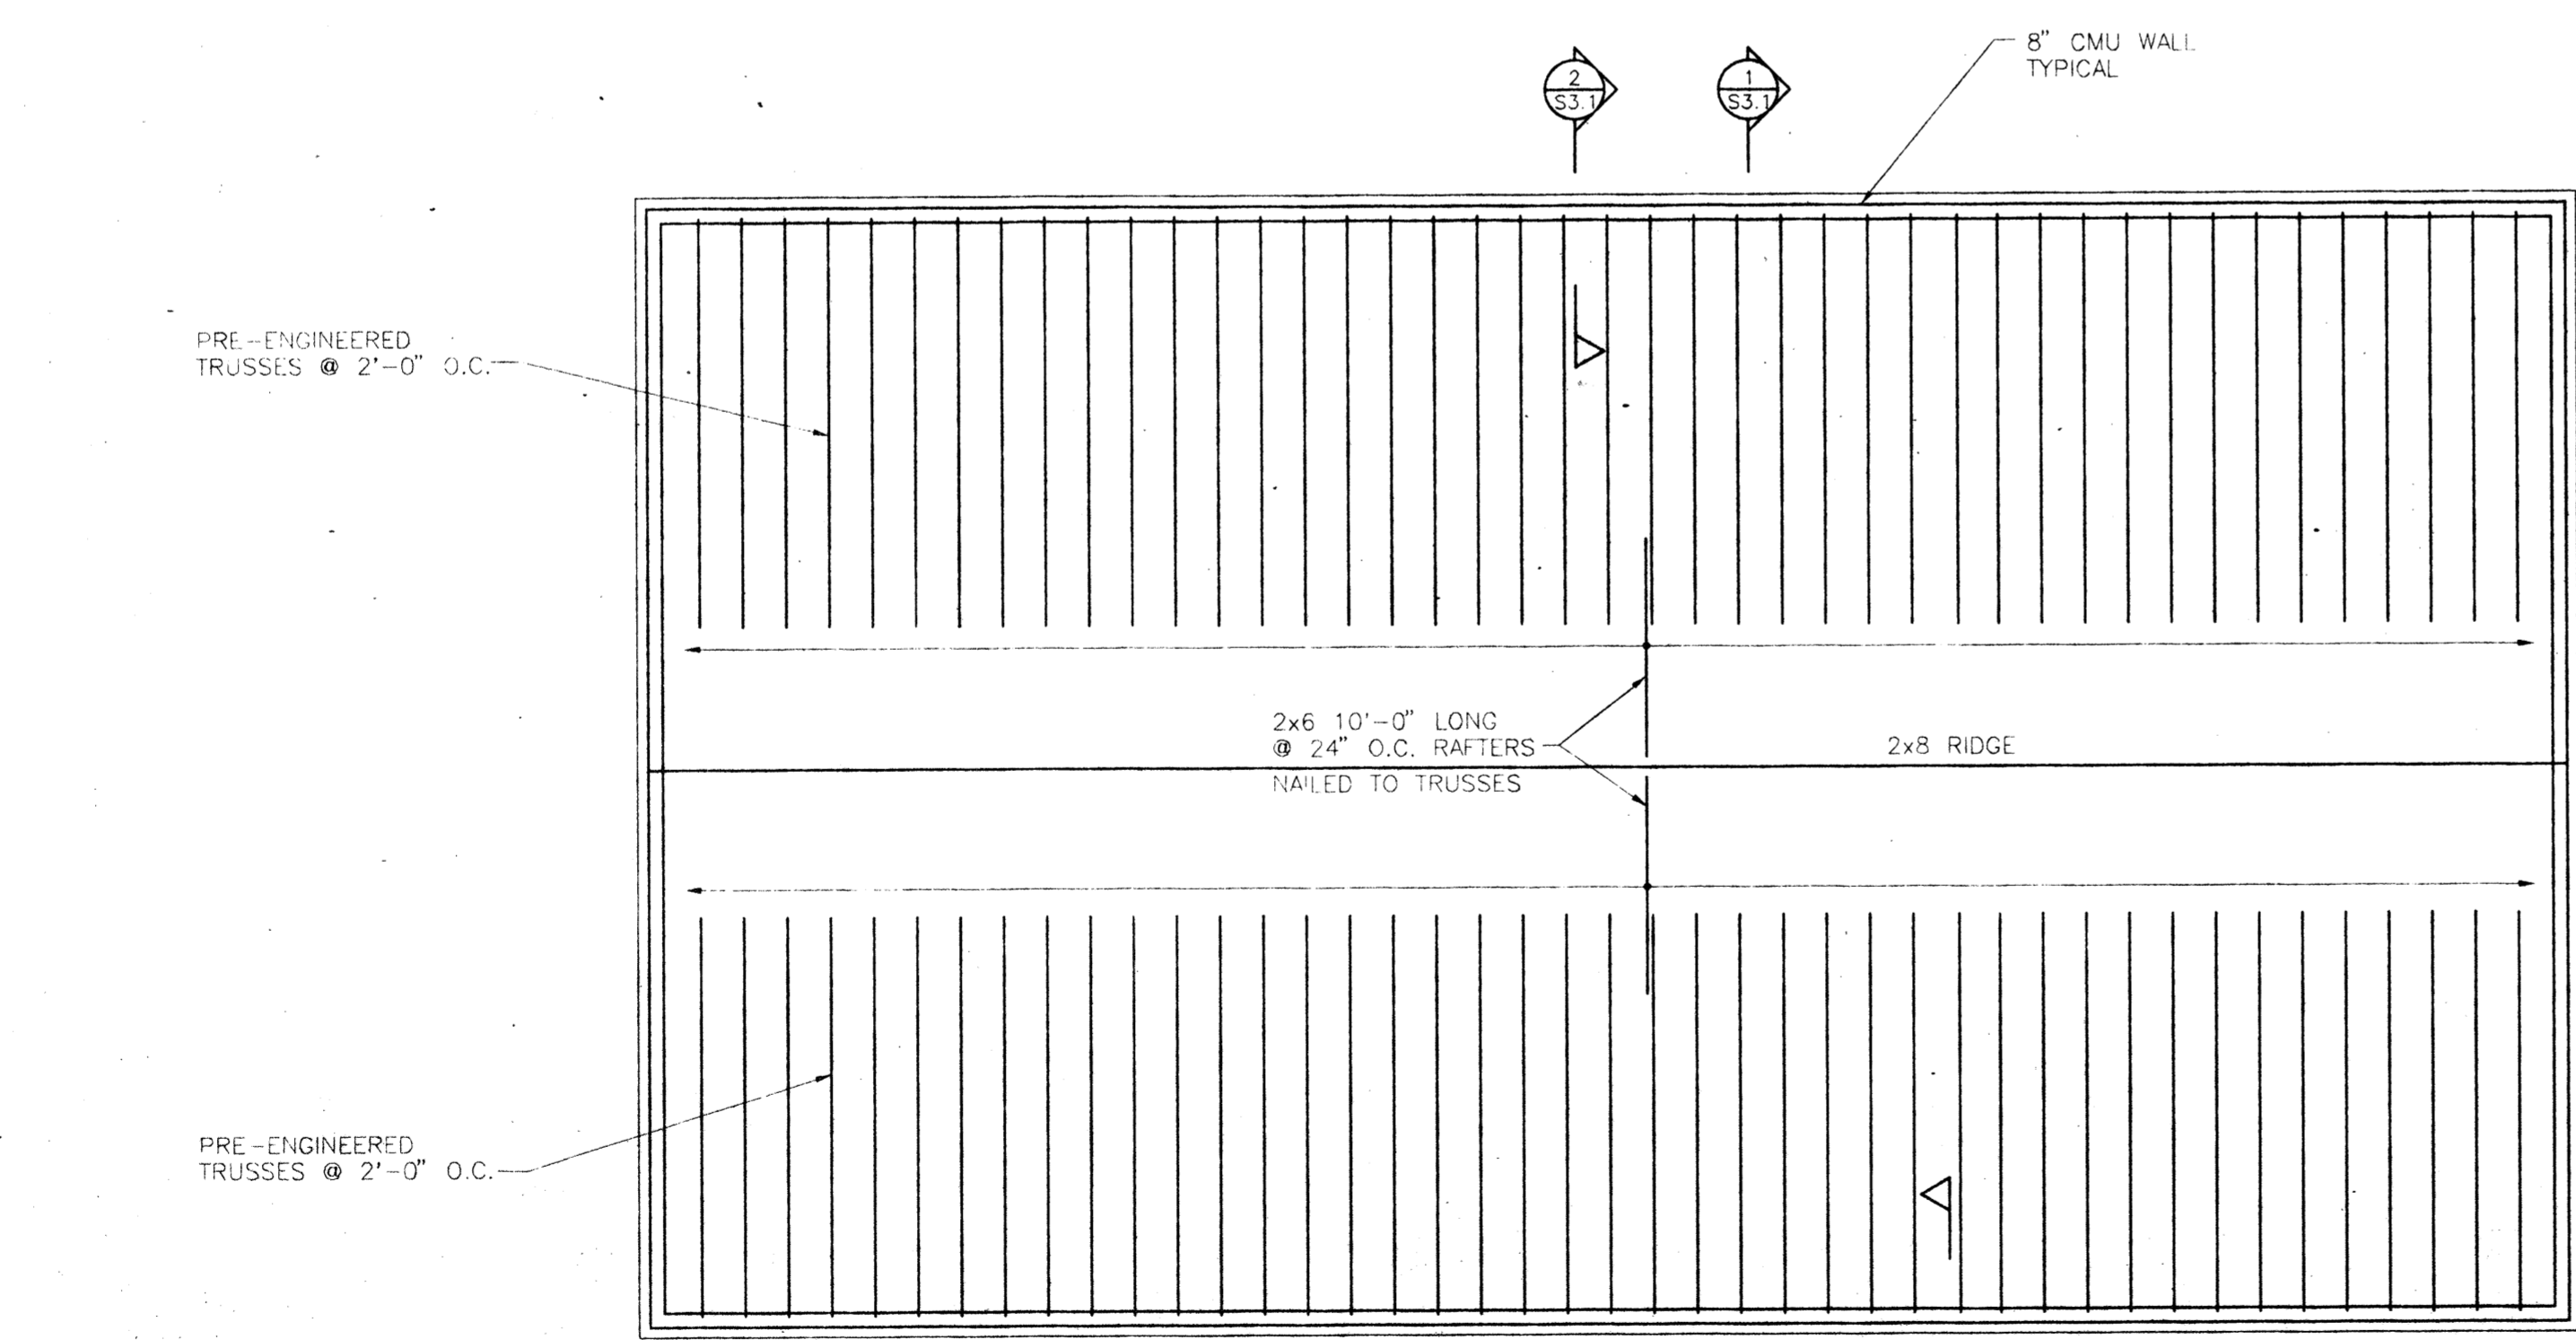 2
S3.1
1
S3.1
8" CMU WALL
TYPICAL
PRE-ENGINEERED
TRUSSES @ 2'-0" O.C.
2x6 10'-0" LONG
@ 24" O.C. RAFTERS
NAILED TO TRUSSES
2x8 RIDGE
PRE-ENGINEERED
TRUSSES @ 2'-0" O.C.